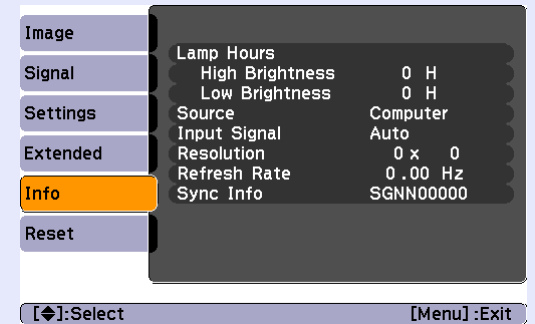 Image
Signal
Settings
Extended
Info
Reset
Lamp Hours
High Brightness 0 H
Low Brightness 0 H
Source Computer
Input Signal Auto
Resolution 0 x 0
Refresh Rate 0.00 Hz
Sync Info SGNN00000
[◆]:Select [Menu]:Exit